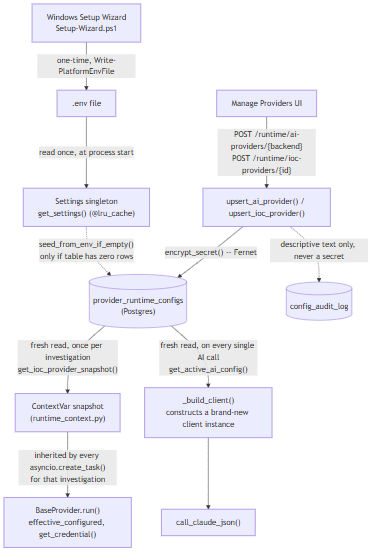 Windows Setup Wizard
Setup-Wizard.ps1
one-time, Write-
PlatformEnvFile
.env file
Manage Providers UI
read once, at process start
POST /runtime/ai-
providers/{backend}
POST /runtime/ioc-
providers/{id}
Settings singleton
get_settings() (@lru_cache)
upsert_ai_provider() /
upsert_ioc_provider()
seed_from_env_if_empty()
only if table has zero rows
encrypt_secret() -- Fernet
descriptive text only,
never a secret
provider_runtime_configs
(Postgres)
config_audit_log
fresh read, once per
investigation
get_ioc_provider_snapshot()
fresh read, on every single
AI call
get_active_ai_config()
ContextVar snapshot
(runtime_context.py)
_build_client()
constructs a brand-new
client instance
inherited by every
asyncio.create_task()
for that investigation
BaseProvider.run()
effective_configured,
get_credential()
call_claude_json()